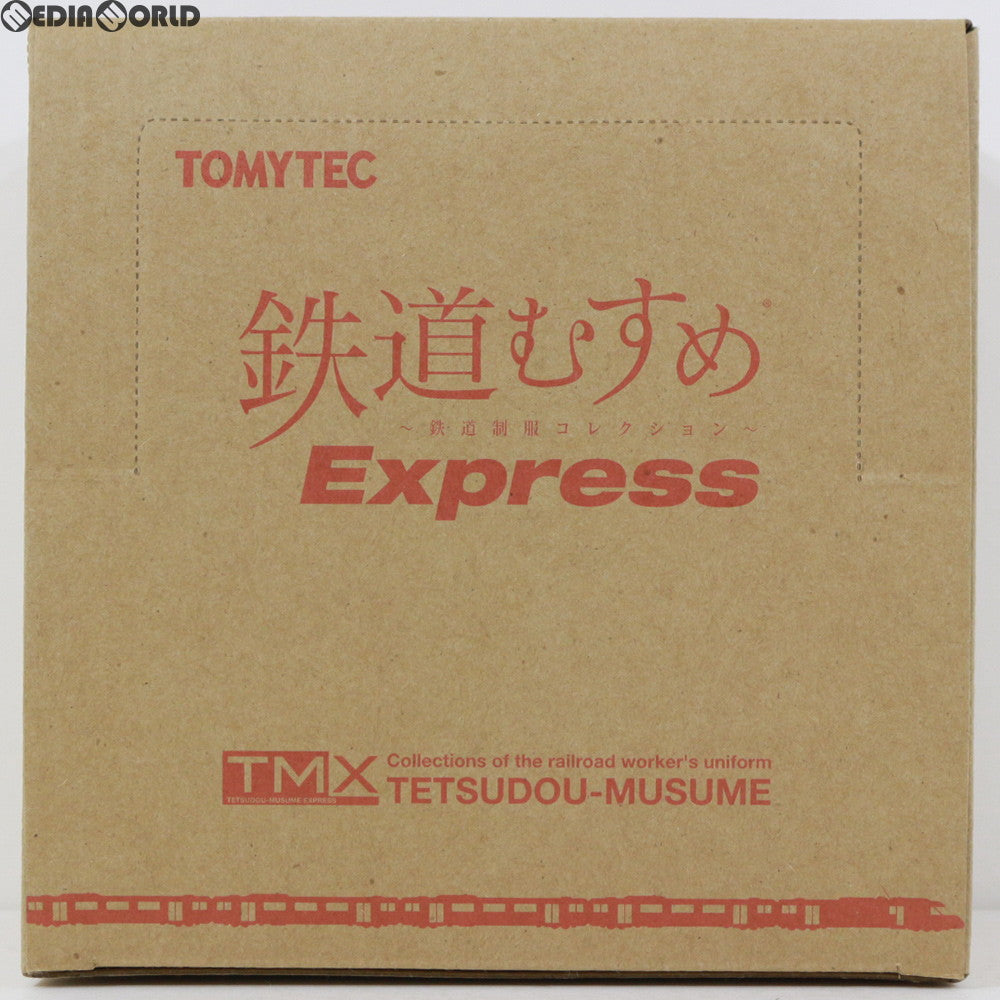 MEDIAWORLD
TOMYTEC
鉄道むすめ®
～鉄道制服コレクション～
Express
TMX
TETSUDOU-MUSUME EXPRESS
Collections of the railroad worker's uniform
TETSUDOU-MUSUME